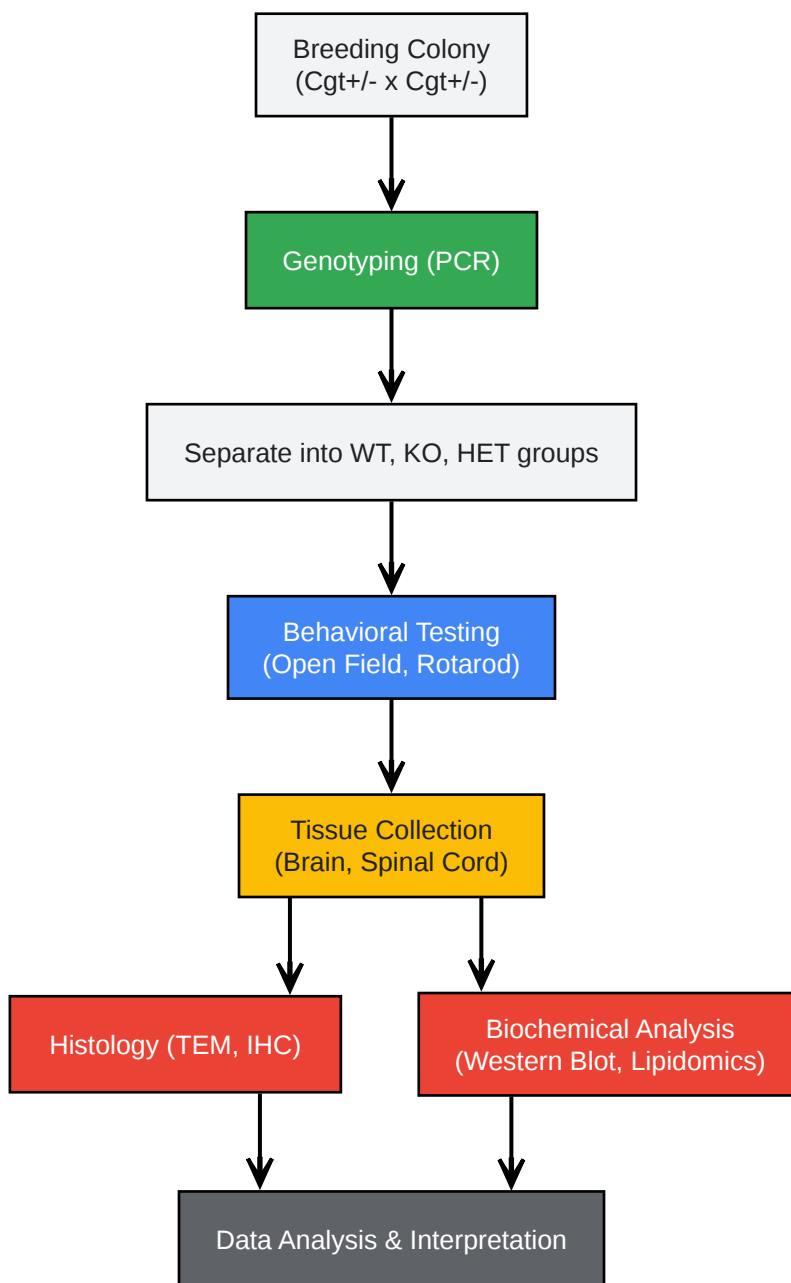 Breeding Colony
(Cgt+/- x Cgt+/-)
Genotyping (PCR)
Separate into WT, KO, HET groups
Behavioral Testing
(Open Field, Rotarod)
Tissue Collection
(Brain, Spinal Cord)
Histology (TEM, IHC)
Biochemical Analysis
(Western Blot, Lipidomics)
Data Analysis & Interpretation